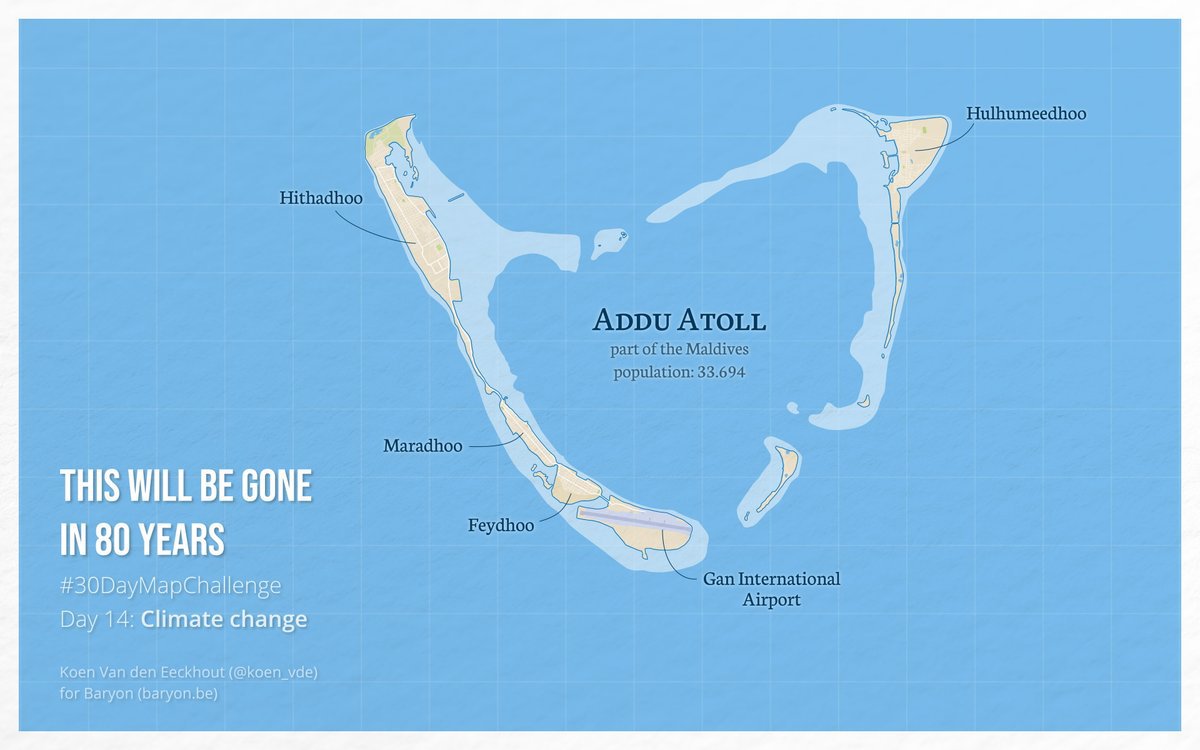 Hulhumeedhoo
Hithadhoo
ADDU ATOLL
part of the Maldives
population: 33.694
Maradhoo
Feydhoo
Gan International
Airport
THIS WILL BE GONE
IN 80 YEARS
#30DayMapChallenge
Day 14: Climate change
Koen Van den Eeckhout (@koen_vde)
for Baryon (baryon.be)